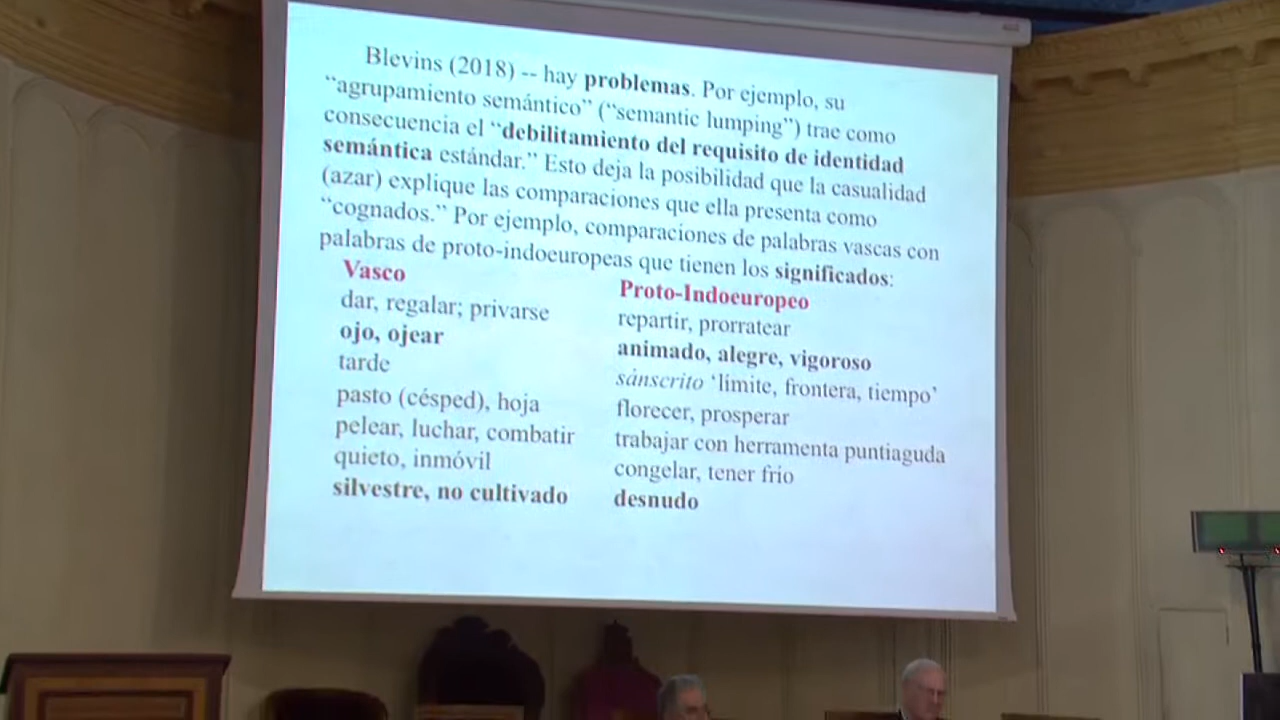 Blevins (2018) -- hay problemas. Por ejemplo, su
“agrupamiento semántico” (“semantic lumping”) trae como
consecuencia el “debilitamiento del requisito de identidad
semántica estándar.” Esto deja la posibilidad que la casualidad
(azar) explique las comparaciones que ella presenta como
“cognados.” Por ejemplo, comparaciones de palabras vascas con
palabras de proto-indoeuropeas que tienen los significados:
Vasco Proto-Indoeuropeo
dar, regalar; privarse repartir, prorratear
ojo, ojear animado, alegre, vigoroso
tarde sánscrito ‘límite, frontera, tiempo’
pasto (césped), hoja florecer, prosperar
pelear, luchar, combatir trabajar con herramenta puntiaguda
quieto, inmóvil congelar, tener frio
silvestre, no cultivado desnudo